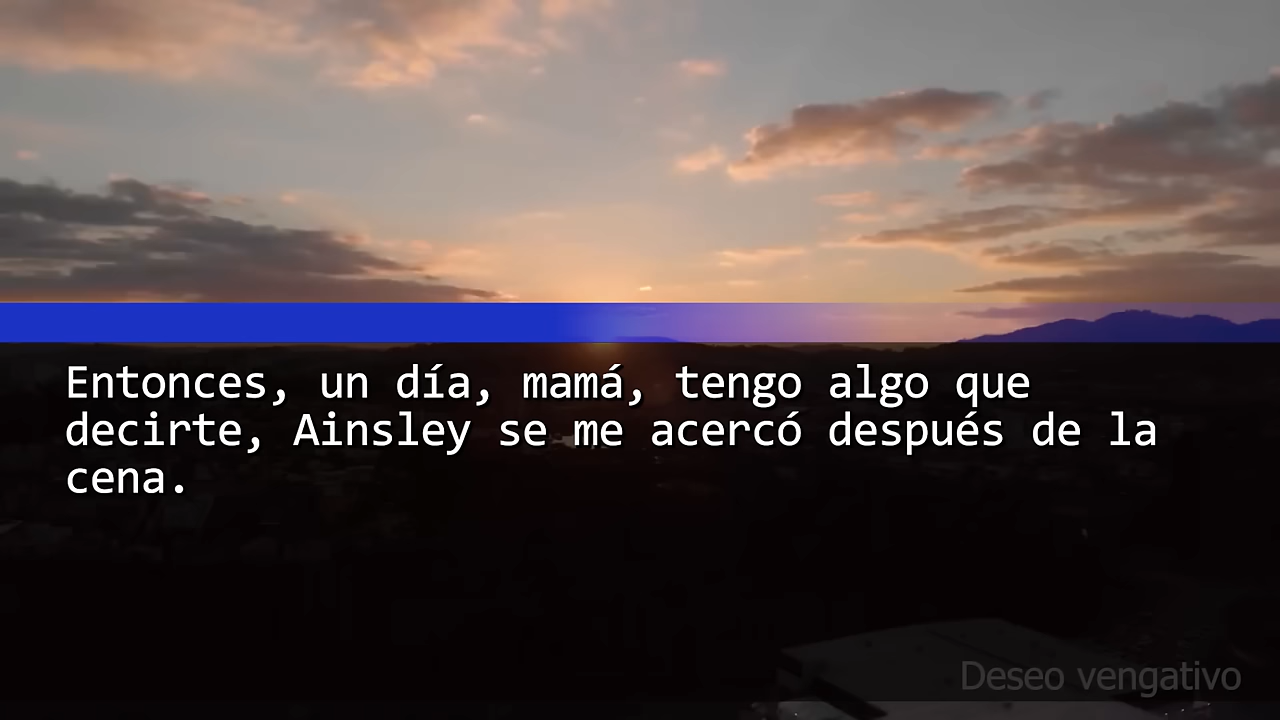 Entonces, un día, mamá, tengo algo que
decirte, Ainsley se me acercó después de la
cena.
Deseo vengativo